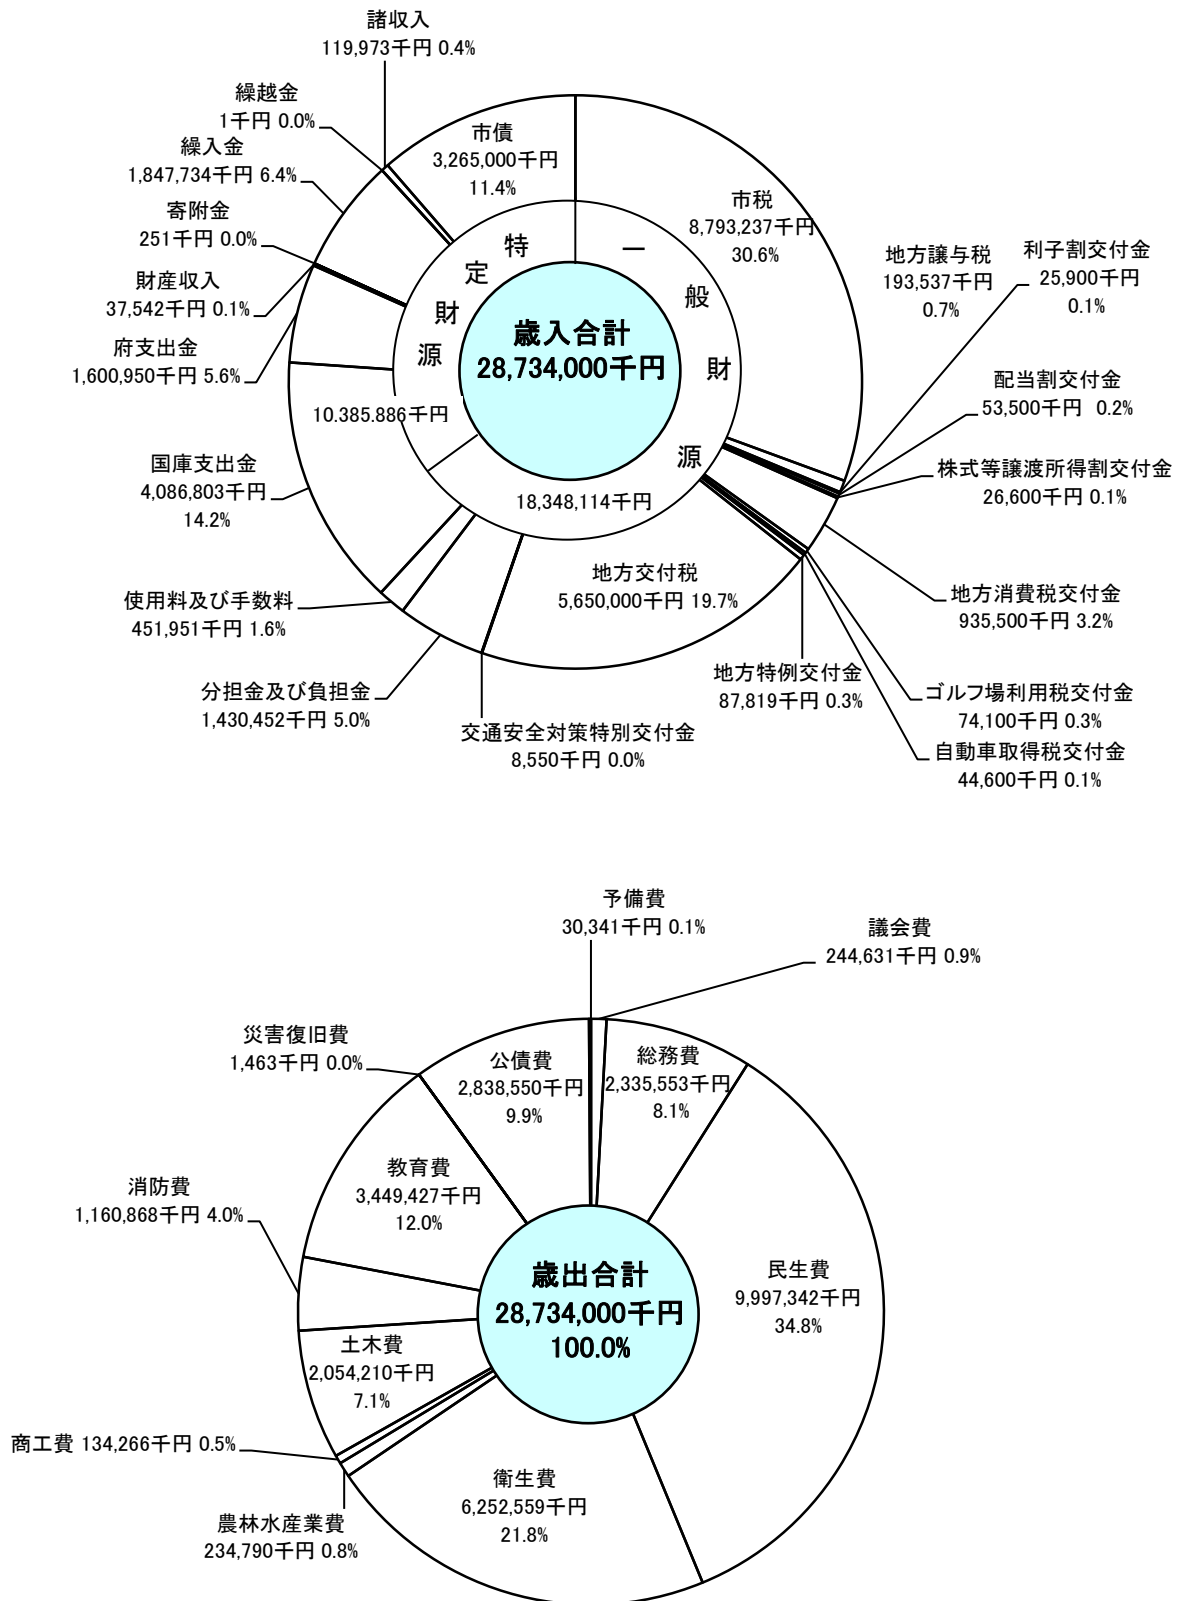 諸収入
119,973千円 0.4%
繰越金
1千円 0.0%
繰入金
1,847,734千円 6.4%
寄附金
251千円 0.0%
財産収入
37,542千円 0.1%
府支出金
1,600,950千円 5.6%
国庫支出金
4,086,803千円
14.2%
使用料及び手数料
451,951千円 1.6%
分担金及び負担金
1,430,452千円 5.0%
交通安全対策特別交付金
8,550千円 0.0%
市債
3,265,000千円
11.4%
市税
8,793,237千円
30.6%
地方譲与税
193,537千円
0.7%
利子割交付金
25,900千円
0.1%
配当割交付金
53,500千円 0.2%
株式等譲渡所得割交付金
26,600千円 0.1%
地方消費税交付金
935,500千円 3.2%
ゴルフ場利用税交付金
74,100千円 0.3%
自動車取得税交付金
44,600千円 0.1%
地方特例交付金
87,819千円 0.3%
地方交付税
5,650,000千円 19.7%
特定財源
10.385.886千円
一般財源
18,348,114千円
歳入合計
28,734,000千円
予備費
30,341千円 0.1%
議会費
244,631千円 0.9%
災害復旧費
1,463千円 0.0%
公債費
2,838,550千円
9.9%
総務費
2,335,553千円
8.1%
教育費
3,449,427千円
12.0%
消防費
1,160,868千円 4.0%
民生費
9,997,342千円
34.8%
歳出合計
28,734,000千円
100.0%
土木費
2,054,210千円
7.1%
商工費 134,266千円 0.5%
農林水産業費
234,790千円 0.8%
衛生費
6,252,559千円
21.8%